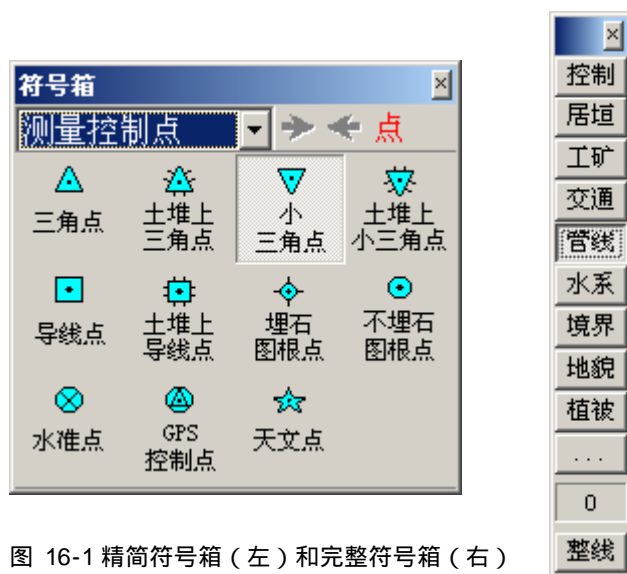 符号箱
测量控制点 点
三角点 土堆上三角点 小三角点 土堆上小三角点
导线点 土堆上导线点 埋石图根点 不埋石图根点
水准点 GPS控制点 天文点
控制
居垣
工矿
交通
管线
水系
境界
地貌
植被
...
0
整线
图 16-1 精简符号箱(左)和完整符号箱(右)